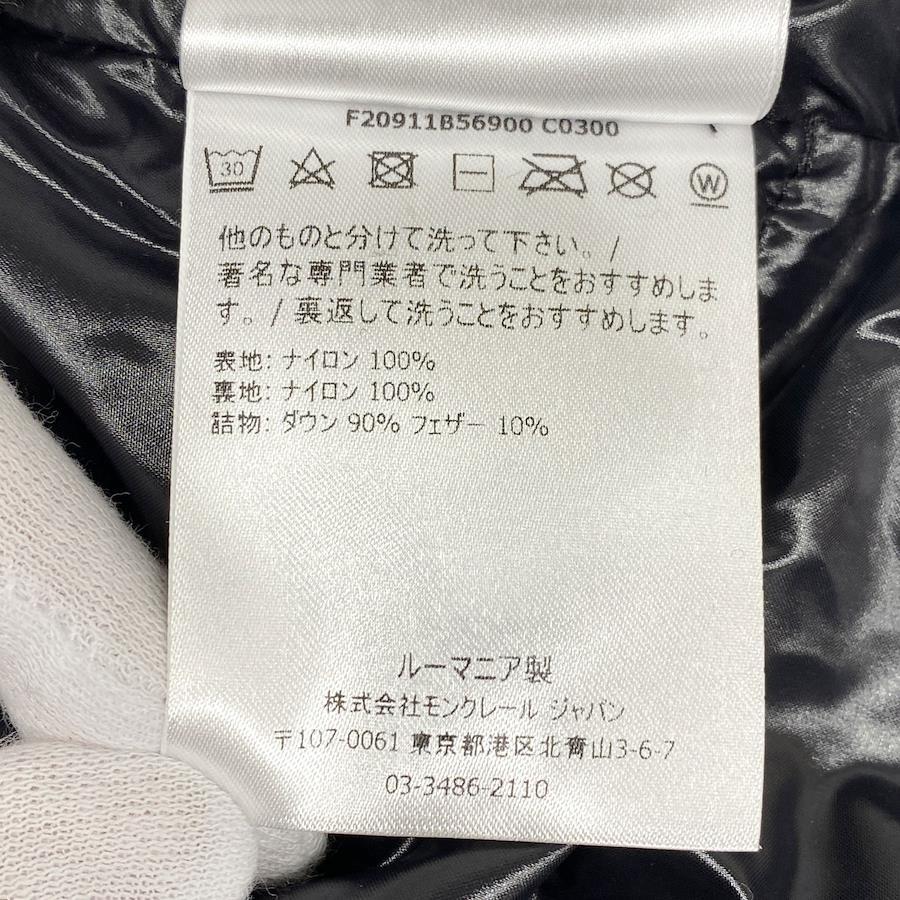 F20911B56900 C0300
30 W
他のものと分けて洗って下さい。/
著名な専門業者で洗うことをおすすめしま
す。/ 裏返して洗うことをおすすめします。
表地: ナイロン 100%
裏地: ナイロン 100%
詰物: ダウン 90% フェザー 10%
ルーマニア製
株式会社モンクレール ジャパン
〒107-0061 東京都港区北青山3-6-7
03-3486-2110